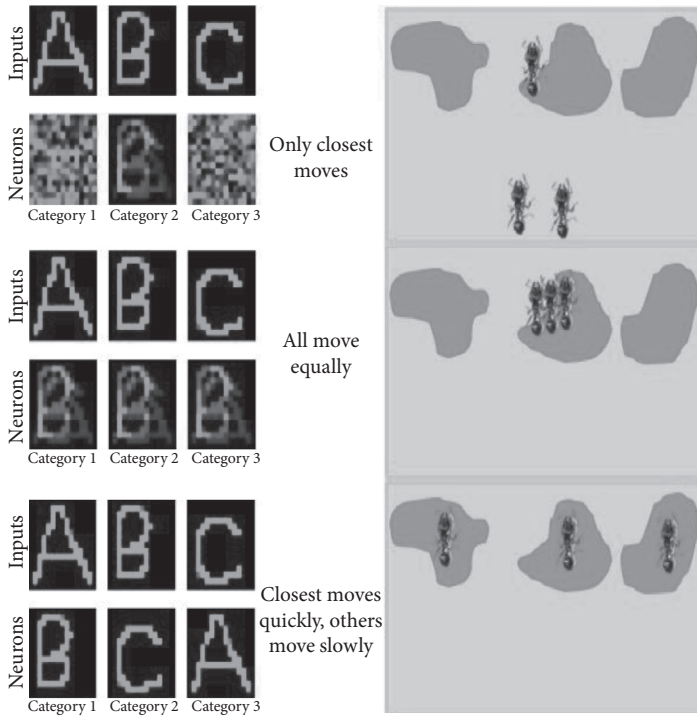 Inputs
A B C
Neurons
B
Category 1 Category 2 Category 3
Only closest
moves
Inputs
A B C
Neurons
B B B
Category 1 Category 2 Category 3
All move
equally
Inputs
A B C
Neurons
B C A
Category 1 Category 2 Category 3
Closest moves
quickly, others
move slowly